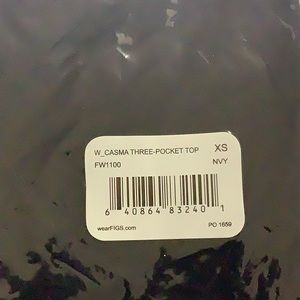 W_CASMA THREE-POCKET TOP XS
FW1100 NVY
6 40864 83240 1
wearFIGS.com PO 1659